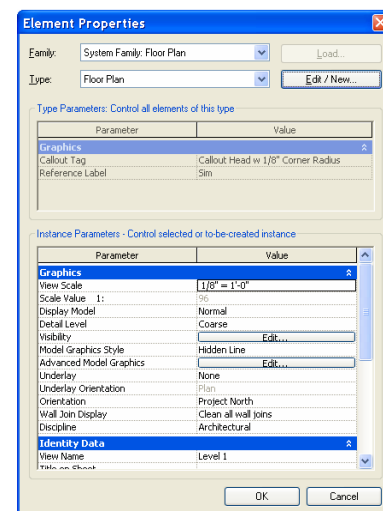 Element Properties
Family: System Family: Floor Plan Load...
Type: Floor Plan Edit / New...
Type Parameters: Control all elements of this type
Parameter Value
Graphics
Callout Tag Callout Head w 1/8" Corner Radius
Reference Label Sim
Instance Parameters - Control selected or to-be-created instance
Parameter Value
Graphics
View Scale 1/8" = 1'-0"
Scale Value 1: 96
Display Model Normal
Detail Level Coarse
Visibility Edit...
Model Graphics Style Hidden Line
Advanced Model Graphics Edit...
Underlay None
Underlay Orientation Plan
Orientation Project North
Wall Join Display Clean all wall joins
Discipline Architectural
Identity Data
View Name Level 1
Title on Sheet
OK Cancel